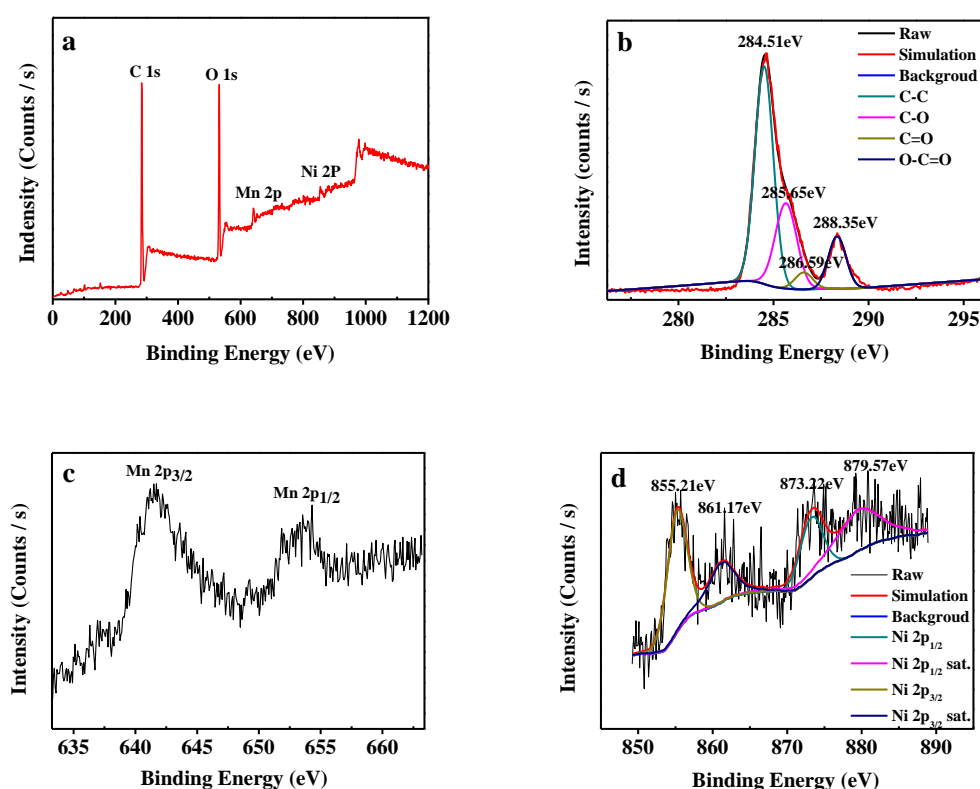 a
C 1s
O 1s
Mn 2p
Ni 2P
Indensity (Counts / s)
0 200 400 600 800 1000 1200
Binding Energy (eV)
b
284.51eV
285.65eV
286.59eV
288.35eV
Raw
Simulation
Backgroud
C-C
C-O
C=O
O-C=O
Intensity (counts / s)
280 285 290 295
Binding Energy (eV)
c
Mn 2p3/2
Mn 2p1/2
Intensity (Counts / s)
635 640 645 650 655 660
Binding Energy (eV)
d
855.21eV
861.17eV
873.22eV
879.57eV
Raw
Simulation
Backgroud
Ni 2p1/2
Ni 2p1/2 sat.
Ni 2p3/2
Ni 2p3/2 sat.
Intensity (Counts / s)
850 860 870 880 890
Binding Energy (eV)